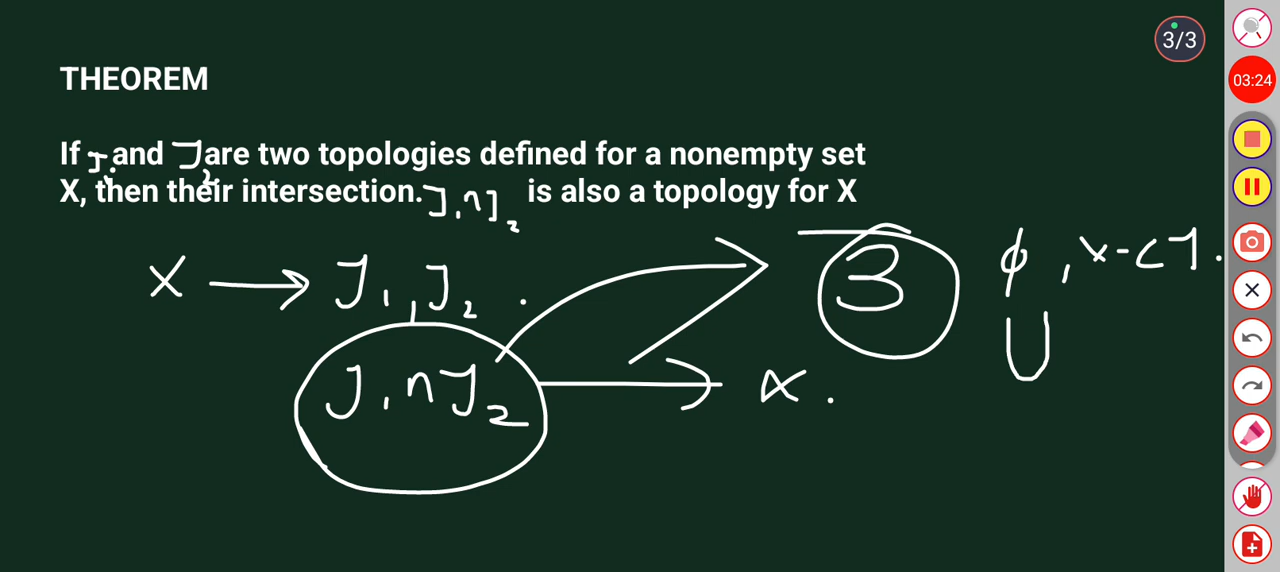 3/3
03:24
THEOREM
If J₁ and J₂ are two topologies defined for a nonempty set
X, then their intersection. J₁∩J₂ is also a topology for X
X → J₁, J₂ .
3 ϕ, X - ⊂ J.
∪
J₁∩J₂ → X.